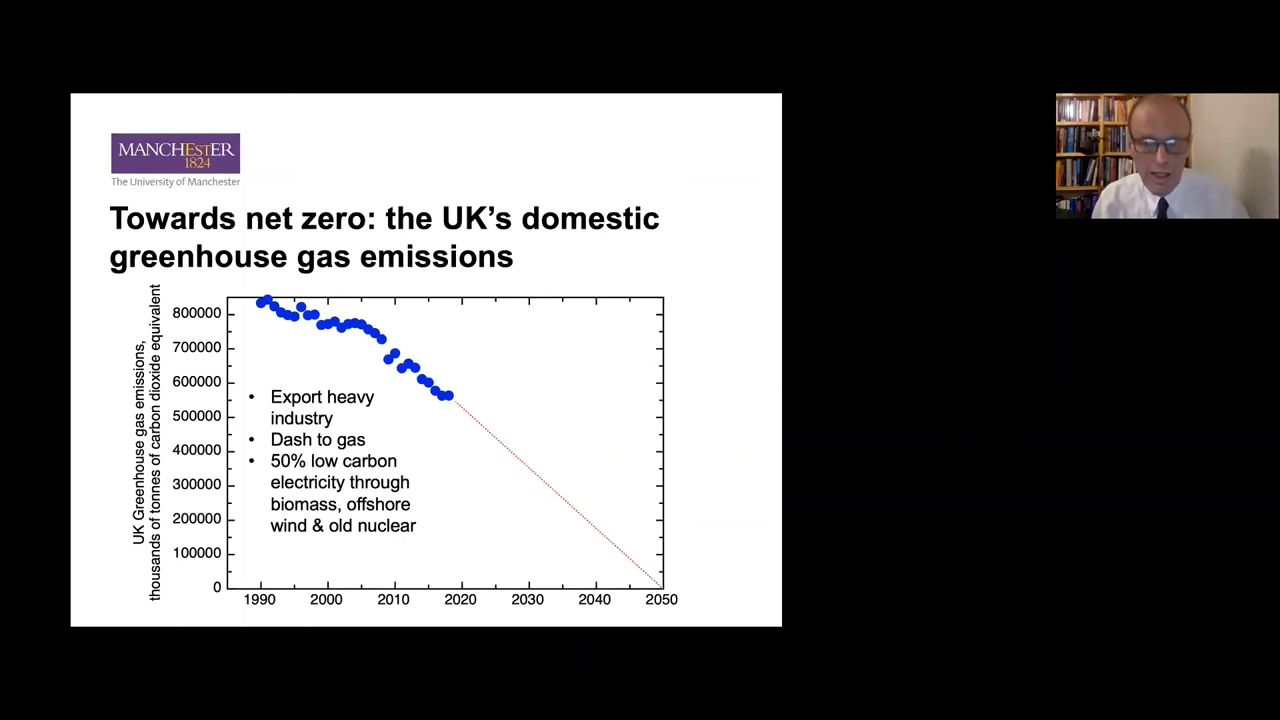 MANCHEstER
1824
The University of Manchester
Towards net zero: the UK’s domestic
greenhouse gas emissions
UK Greenhouse gas emissions,
thousands of tonnes of carbon dioxide equivalent
800000
700000
600000
500000
400000
300000
200000
100000
0
• Export heavy
industry
• Dash to gas
• 50% low carbon
electricity through
biomass, offshore
wind & old nuclear
1990 2000 2010 2020 2030 2040 2050